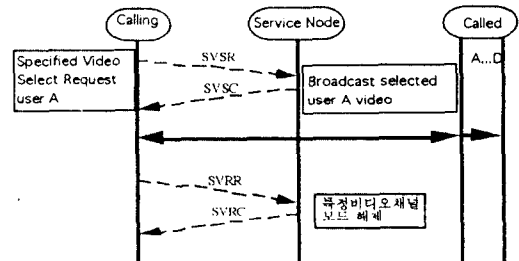 Calling
Service Node
Called
Specified Video
Select Request
user A
SVSR
SVSC
Broadcast selected
user A video
A...D
SVRR
SVRC
특정비디오채널
모드 해제